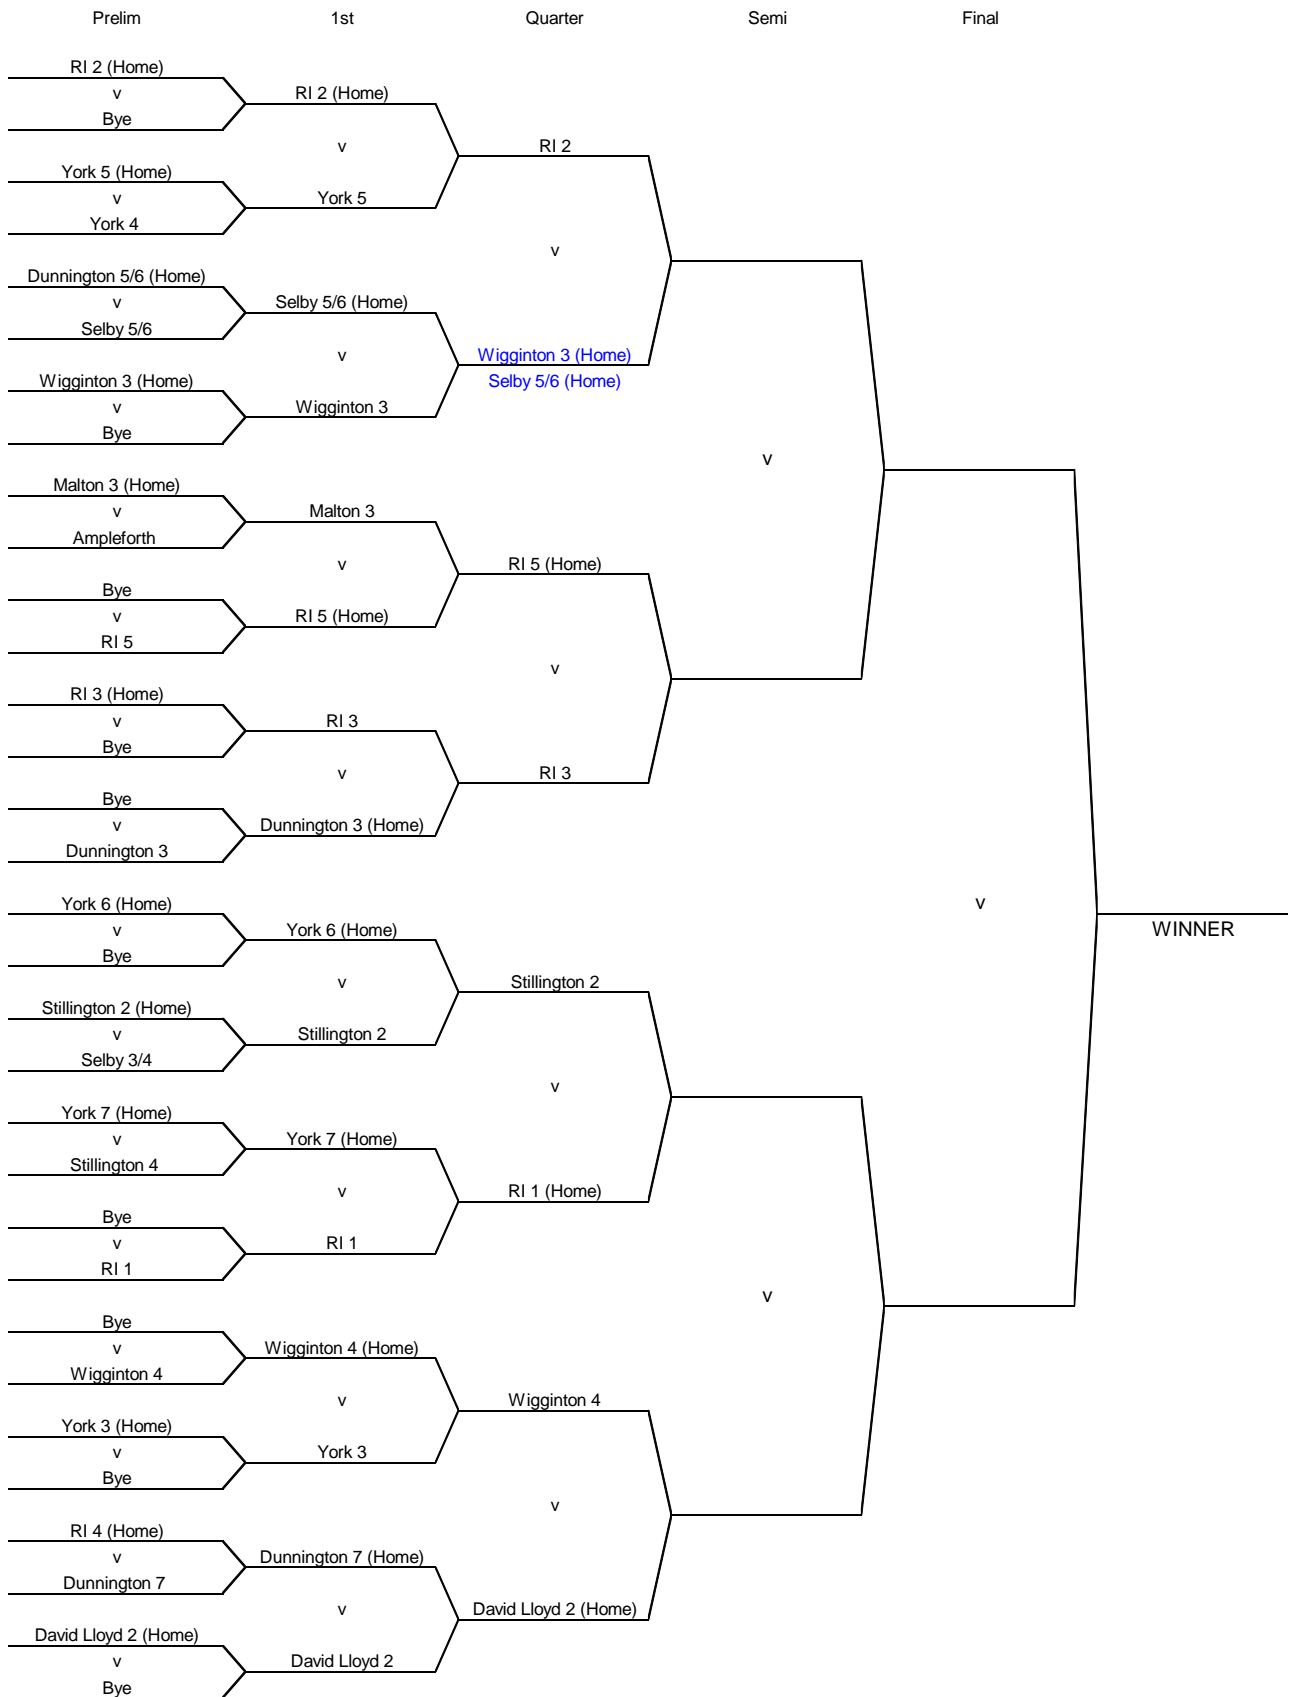 Prelim 1st Quarter Semi Final
RI 2 (Home)
v
Bye
York 5 (Home)
v
York 4
Dunnington 5/6 (Home)
v
Selby 5/6
Wigginton 3 (Home)
v
Bye
Malton 3 (Home)
v
Ampleforth
Bye
v
RI 5
RI 3 (Home)
v
Bye
Bye
v
Dunnington 3
York 6 (Home)
v
Bye
Stillington 2 (Home)
v
Selby 3/4
York 7 (Home)
v
Stillington 4
Bye
v
RI 1
Bye
v
Wigginton 4
York 3 (Home)
v
Bye
RI 4 (Home)
v
Dunnington 7
David Lloyd 2 (Home)
v
Bye
RI 2 (Home)
v
York 5
Selby 5/6 (Home)
v
Wigginton 3
Malton 3
v
RI 5 (Home)
RI 3
v
Dunnington 3 (Home)
York 6 (Home)
v
Stillington 2
York 7 (Home)
v
RI 1
Wigginton 4 (Home)
v
York 3
Dunnington 7 (Home)
v
David Lloyd 2
RI 2
v
Wigginton 3 (Home)
Selby 5/6 (Home)
RI 5 (Home)
v
RI 3
Stillington 2
v
RI 1 (Home)
Wigginton 4
v
David Lloyd 2 (Home)
v
v
v
WINNER